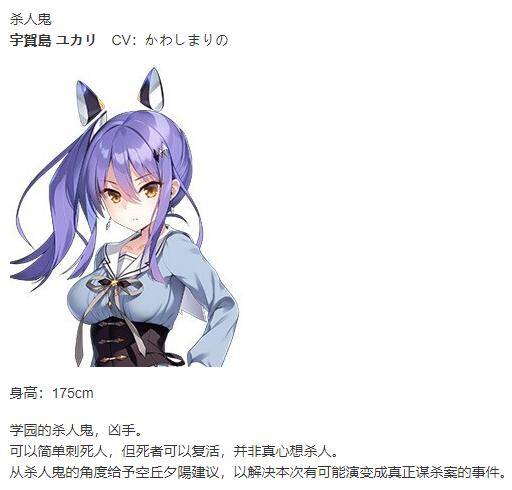 杀人鬼
宇賀島 ユカリ　CV：かわしまりの
身高：175cm
学园的杀人鬼，凶手。
可以简单刺死人，但死者可以复活，并非真心想杀人。
从杀人鬼的角度给予空丘夕陽建议，以解决本次有可能演变成真正谋杀案的事件。